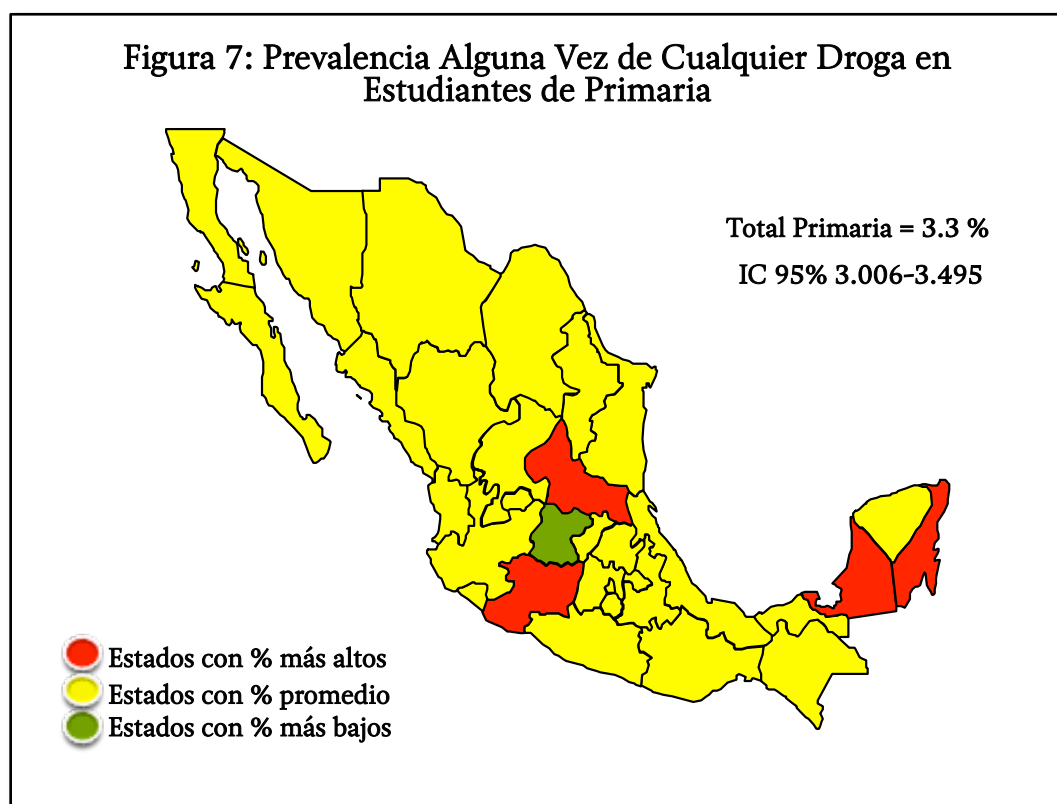 Figura 7: Prevalencia Alguna Vez de Cualquier Droga en
Estudiantes de Primaria
Total Primaria = 3.3 %
IC 95% 3.006-3.495
Estados con % más altos
Estados con % promedio
Estados con % más bajos